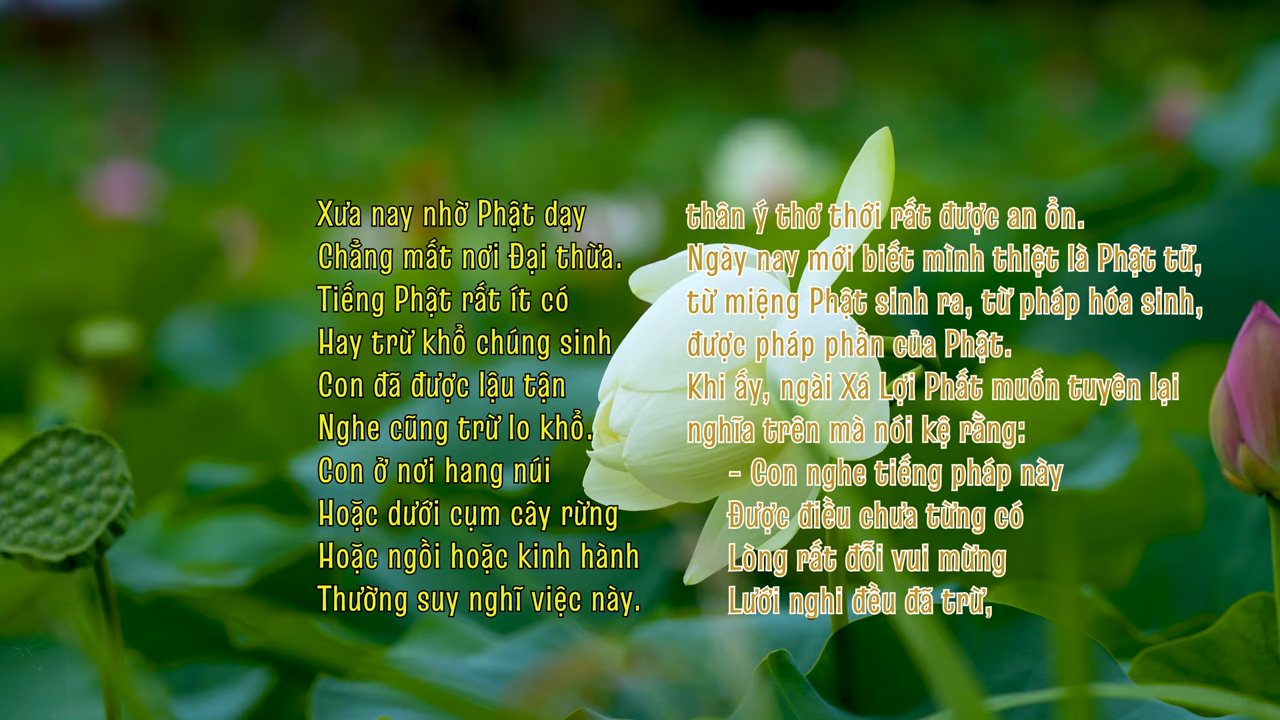 Xưa nay nhờ Phật dạy
Chẳng mất nơi Đại thừa.
Tiếng Phật rất ít có
Hay trừ khổ chúng sinh
Con đã được lậu tận
Nghe cũng trừ lo khổ.
Con ở nơi hang núi
Hoặc dưới cụm cây rừng
Hoặc ngồi hoặc kinh hành
Thường suy nghĩ việc này.
thân ý thơ thới rất được an ổn.
Ngày nay mới biết mình thiệt là Phật tử,
từ miệng Phật sinh ra, từ pháp hóa sinh,
được pháp phần của Phật.
Khi ấy, ngài Xá Lợi Phất muốn tuyên lại
nghĩa trên mà nói kệ rằng:
- Con nghe tiếng pháp này
Được điều chưa từng có
Lòng rất đỗi vui mừng
Lưới nghi đều đã trừ,